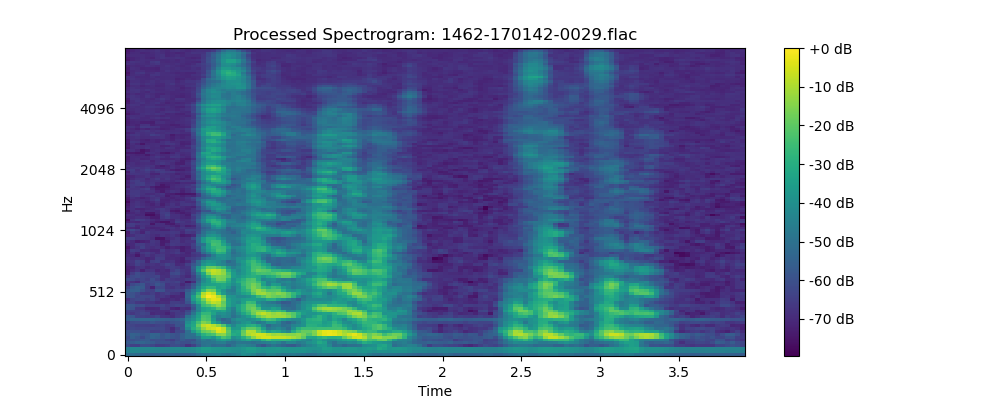 Processed Spectrogram: 1462-170142-0029.flac
+0 dB
-10 dB
-20 dB
-30 dB
-40 dB
-50 dB
-60 dB
-70 dB
Hz
4096
2048
1024
512
0
0 0.5 1 1.5 2 2.5 3 3.5
Time